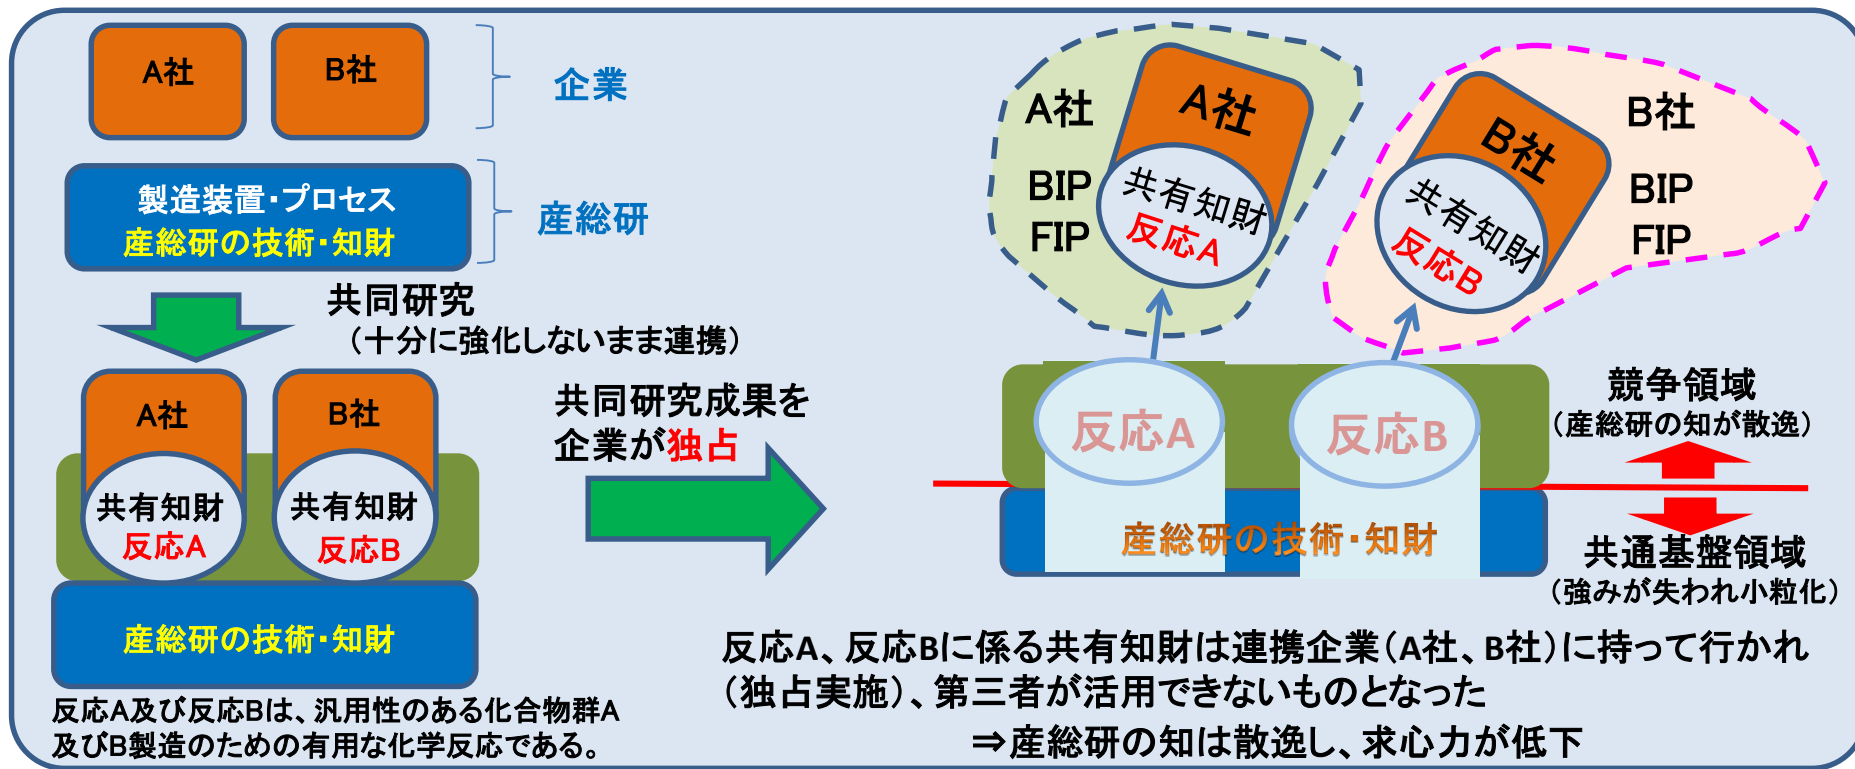 A社
B社
企業
製造装置・プロセス
産総研の技術・知財
産総研
共同研究
（十分に強化しないまま連携）
A社
B社
共有知財
反応A
共有知財
反応B
産総研の技術・知財
反応A及び反応Bは、汎用性のある化合物群A
及びB製造のための有用な化学反応である。
共同研究成果を
企業が独占
A社
BIP
FIP
A社
共有知財
反応A
B社
共有知財
反応B
B社
BIP
FIP
反応A
反応B
産総研の技術・知財
競争領域
（産総研の知が散逸）
共通基盤領域
（強みが失われ小粒化）
反応A、反応Bに係る共有知財は連携企業（A社、B社）に持って行かれ
（独占実施）、第三者が活用できないものとなった
⇒産総研の知は散逸し、求心力が低下